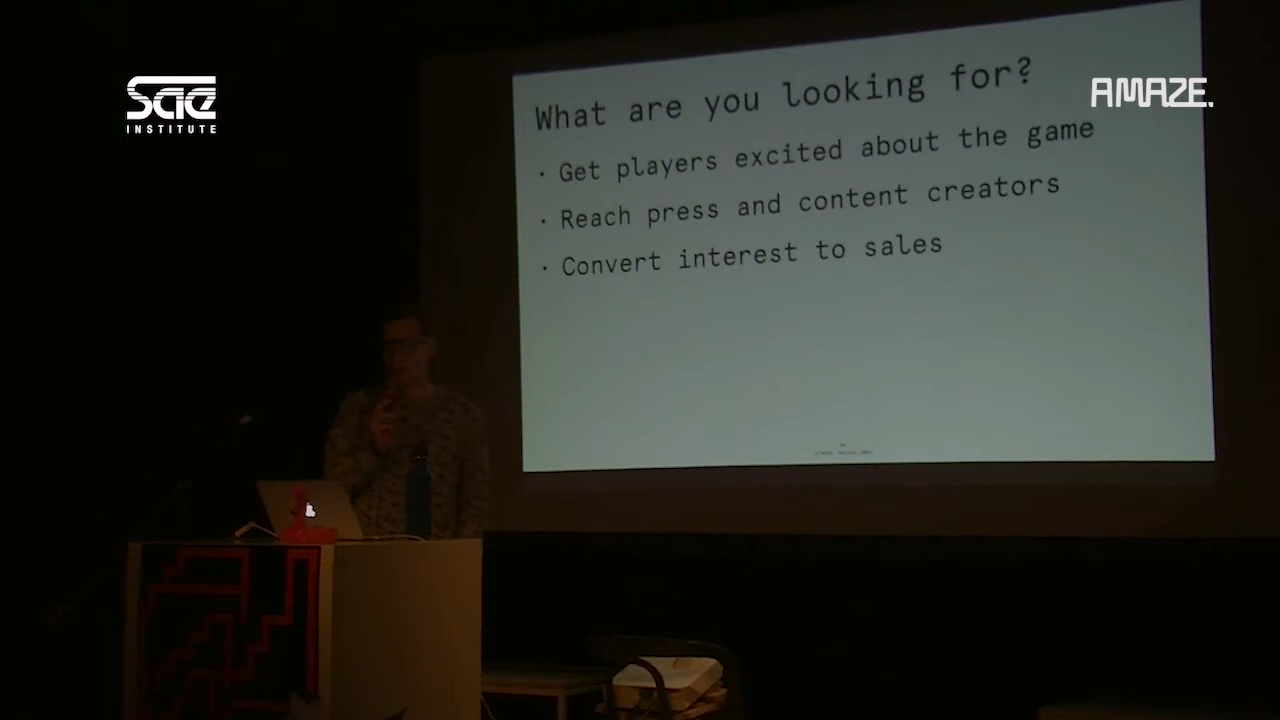 sae
INSTITUTE
AMAZE.
What are you looking for?
· Get players excited about the game
· Reach press and content creators
· Convert interest to sales